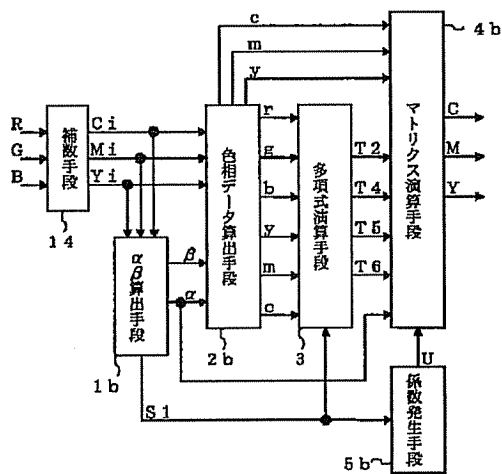 c
m
y
4b
R
G
B
補数手段
14
Ci
Mi
Yi
αβ算出手段
1b
β
α
S1
色相データ算出手段
2b
r
g
b
y
m
c
多項式演算手段
3
T2
T4
T5
T6
マトリクス演算手段
C
M
Y
U
係数発生手段
5b